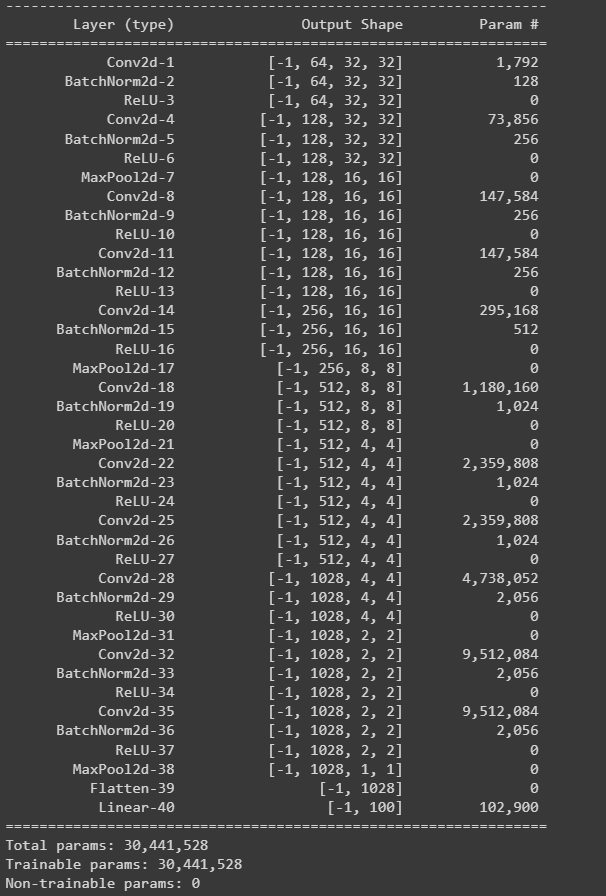 ----------------------------------------------------------------
Layer (type) Output Shape Param #
================================================================
Conv2d-1 [-1, 64, 32, 32] 1,792
BatchNorm2d-2 [-1, 64, 32, 32] 128
ReLU-3 [-1, 64, 32, 32] 0
Conv2d-4 [-1, 128, 32, 32] 73,856
BatchNorm2d-5 [-1, 128, 32, 32] 256
ReLU-6 [-1, 128, 32, 32] 0
MaxPool2d-7 [-1, 128, 16, 16] 0
Conv2d-8 [-1, 128, 16, 16] 147,584
BatchNorm2d-9 [-1, 128, 16, 16] 256
ReLU-10 [-1, 128, 16, 16] 0
Conv2d-11 [-1, 128, 16, 16] 147,584
BatchNorm2d-12 [-1, 128, 16, 16] 256
ReLU-13 [-1, 128, 16, 16] 0
Conv2d-14 [-1, 256, 16, 16] 295,168
BatchNorm2d-15 [-1, 256, 16, 16] 512
ReLU-16 [-1, 256, 16, 16] 0
MaxPool2d-17 [-1, 256, 8, 8] 0
Conv2d-18 [-1, 512, 8, 8] 1,180,160
BatchNorm2d-19 [-1, 512, 8, 8] 1,024
ReLU-20 [-1, 512, 8, 8] 0
MaxPool2d-21 [-1, 512, 4, 4] 0
Conv2d-22 [-1, 512, 4, 4] 2,359,808
BatchNorm2d-23 [-1, 512, 4, 4] 1,024
ReLU-24 [-1, 512, 4, 4] 0
Conv2d-25 [-1, 512, 4, 4] 2,359,808
BatchNorm2d-26 [-1, 512, 4, 4] 1,024
ReLU-27 [-1, 512, 4, 4] 0
Conv2d-28 [-1, 1028, 4, 4] 4,738,052
BatchNorm2d-29 [-1, 1028, 4, 4] 2,056
ReLU-30 [-1, 1028, 4, 4] 0
MaxPool2d-31 [-1, 1028, 2, 2] 0
Conv2d-32 [-1, 1028, 2, 2] 9,512,084
BatchNorm2d-33 [-1, 1028, 2, 2] 2,056
ReLU-34 [-1, 1028, 2, 2] 0
Conv2d-35 [-1, 1028, 2, 2] 9,512,084
BatchNorm2d-36 [-1, 1028, 2, 2] 2,056
ReLU-37 [-1, 1028, 2, 2] 0
MaxPool2d-38 [-1, 1028, 1, 1] 0
Flatten-39 [-1, 1028] 0
Linear-40 [-1, 100] 102,900
================================================================
Total params: 30,441,528
Trainable params: 30,441,528
Non-trainable params: 0